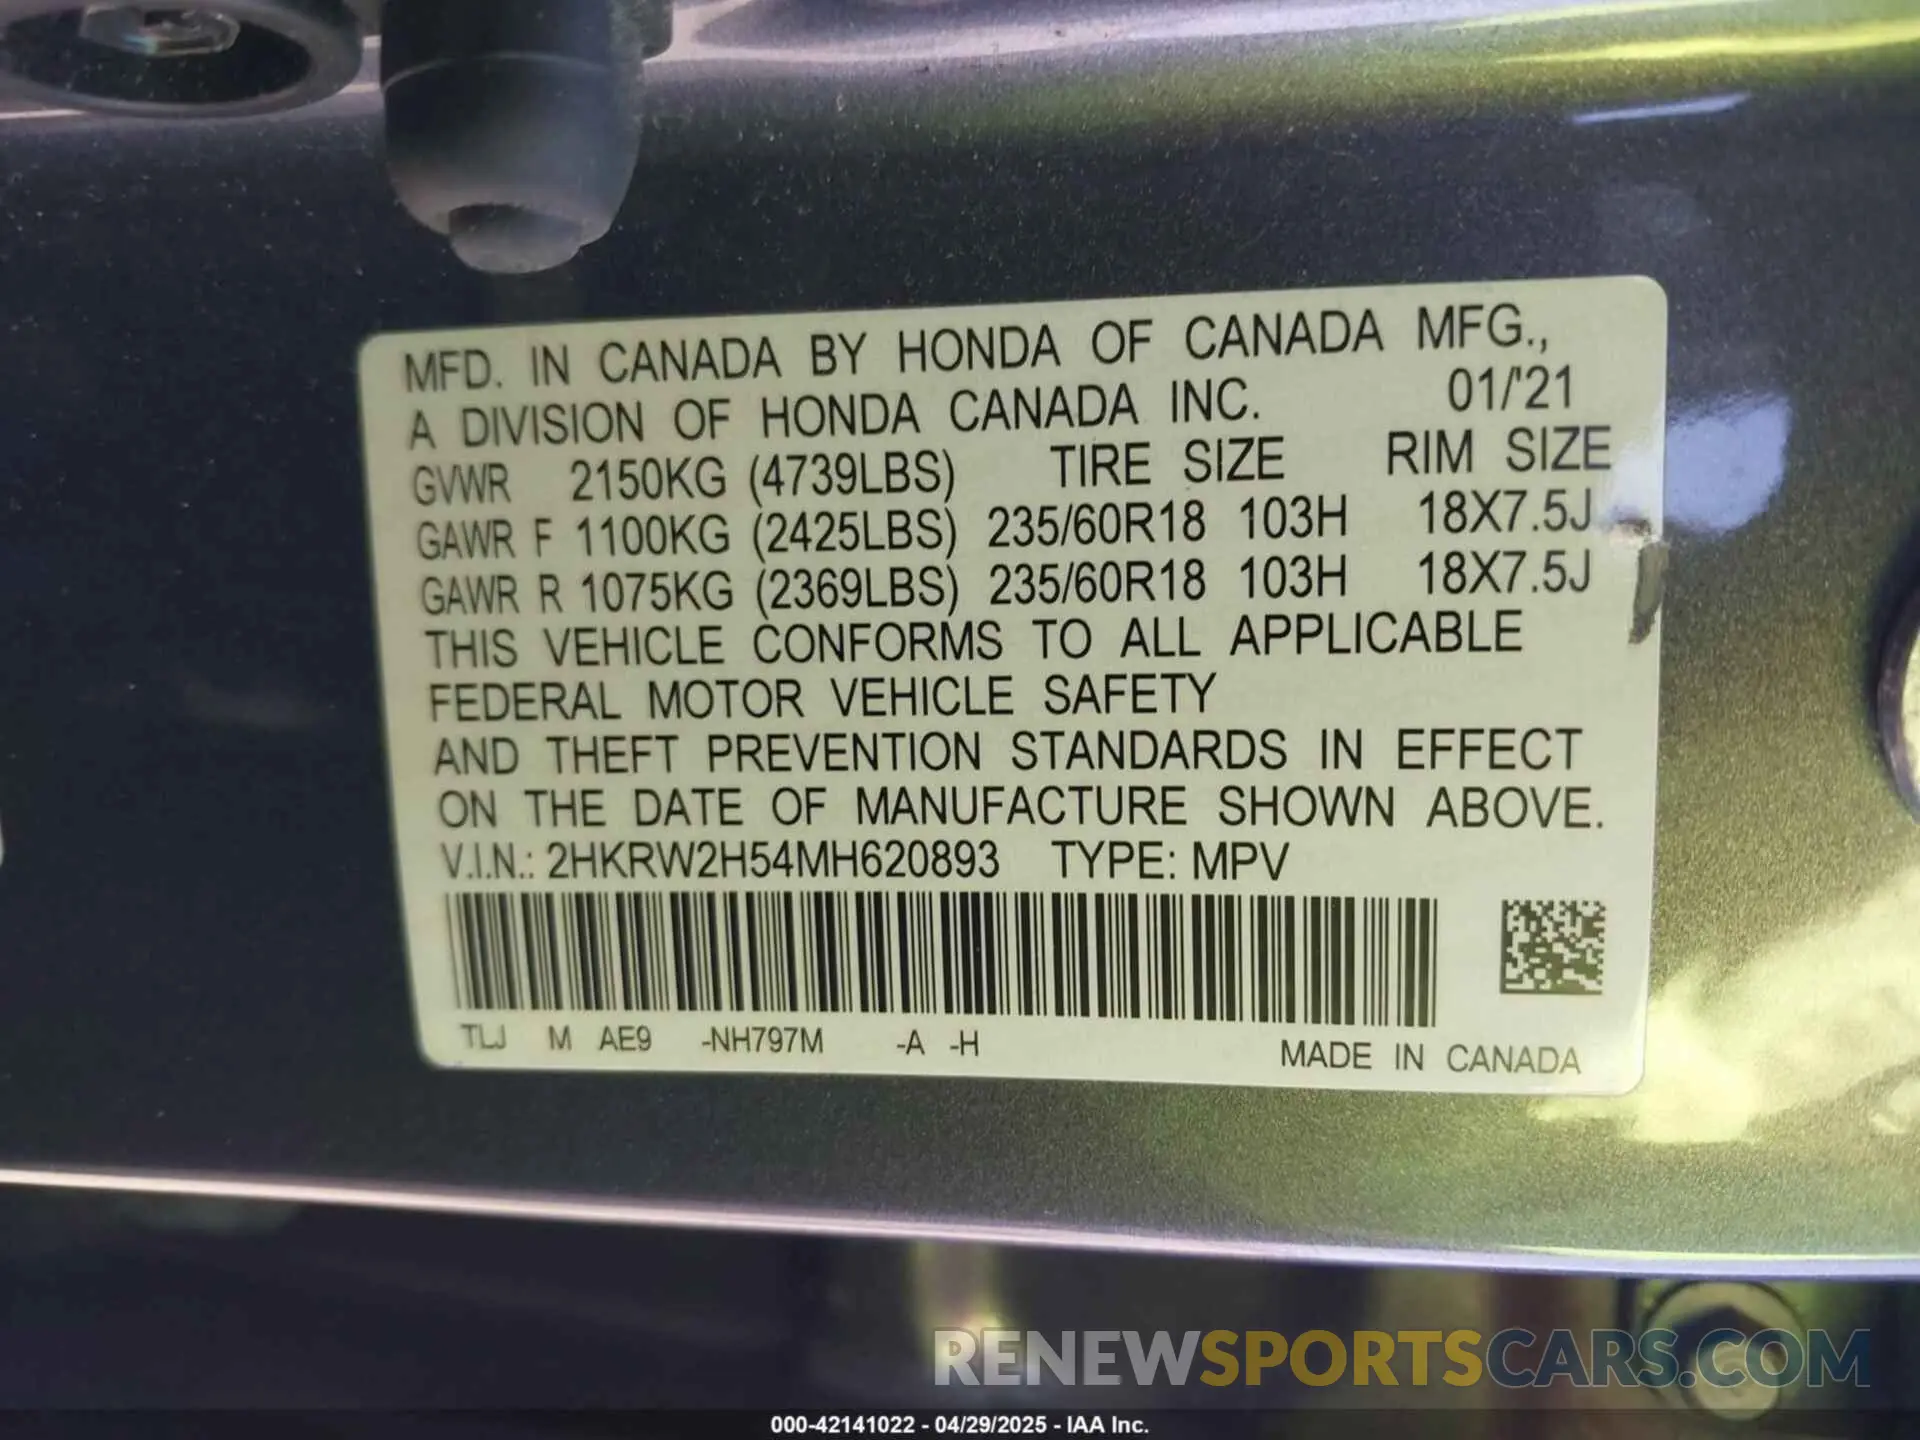 MFD. IN CANADA BY HONDA OF CANADA MFG.,
A DIVISION OF HONDA CANADA INC. 01/'21
GVWR 2150KG (4739LBS) TIRE SIZE RIM SIZE
GAWR F 1100KG (2425LBS) 235/60R18 103H 18X7.5J
GAWR R 1075KG (2369LBS) 235/60R18 103H 18X7.5J
THIS VEHICLE CONFORMS TO ALL APPLICABLE
FEDERAL MOTOR VEHICLE SAFETY
AND THEFT PREVENTION STANDARDS IN EFFECT
ON THE DATE OF MANUFACTURE SHOWN ABOVE.
V.I.N.: 2HKRW2H54MH620893 TYPE: MPV
TLJ M AE9 -NH797M -A -H MADE IN CANADA
RENEWSPORTSCARS.COM
000-42141022 - 04/29/2025 - IAA Inc.